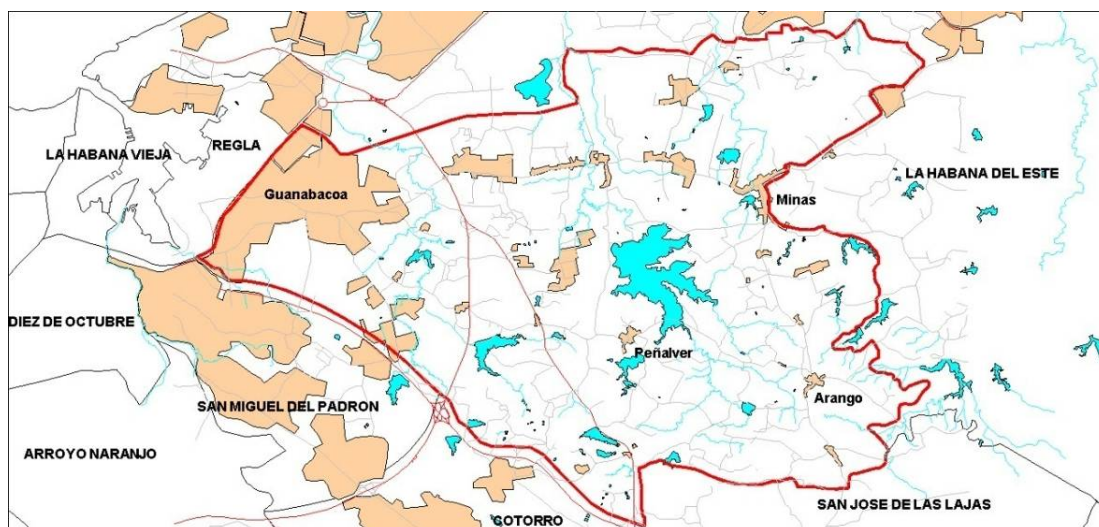 REGLA
LA HABANA VIEJA
LA HABANA DEL ESTE
Guanabacoa
Minas
DIEZ DE OCTUBRE
Peñalver
Arango
SAN MIGUEL DEL PADRON
ARROYO NARANJO
SAN JOSE DE LAS LAJAS
COTORRO